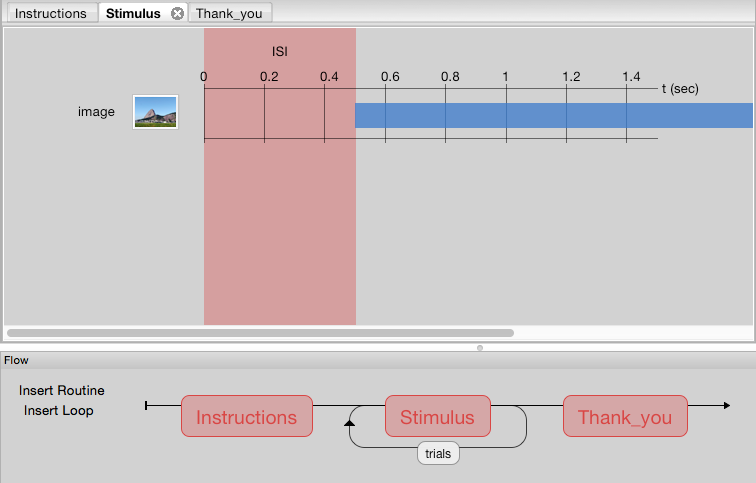 Instructions Stimulus Thank_you
ISI
0 0.2 0.4 0.6 0.8 1 1.2 1.4
t (sec)
image
Flow
Insert Routine
Insert Loop
Instructions Stimulus Thank_you
trials